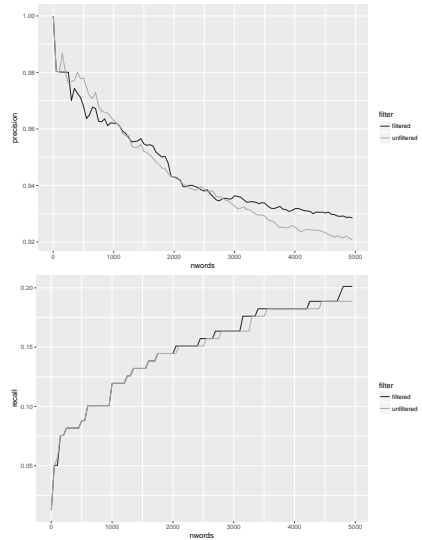 1.00
0.98
0.96
0.94
0.92
precision
0 1000 2000 3000 4000 5000
nwords
filter
filtered
unfiltered
0.20
0.15
0.10
0.05
recall
0 1000 2000 3000 4000 5000
nwords
filter
filtered
unfiltered